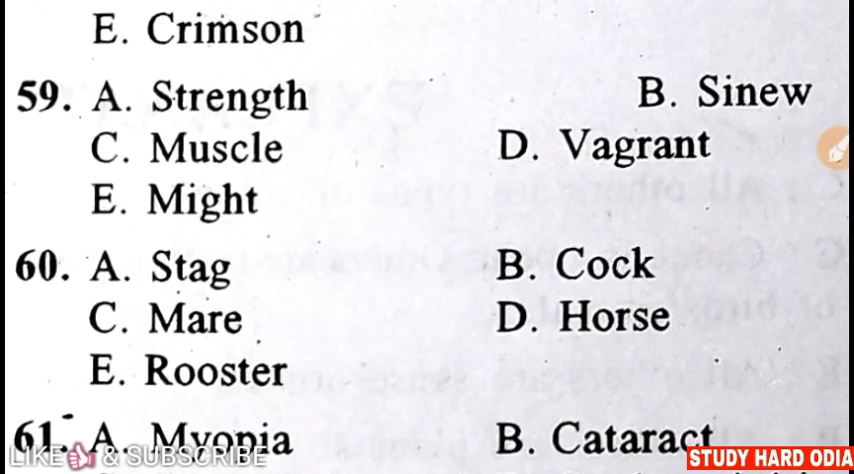 E. Crimson
59. A. Strength B. Sinew
C. Muscle D. Vagrant
E. Might
60. A. Stag B. Cock
C. Mare D. Horse
E. Rooster
61. A. Myopia B. Cataract
LIKE & SUBSCRIBE
STUDY HARD ODIA